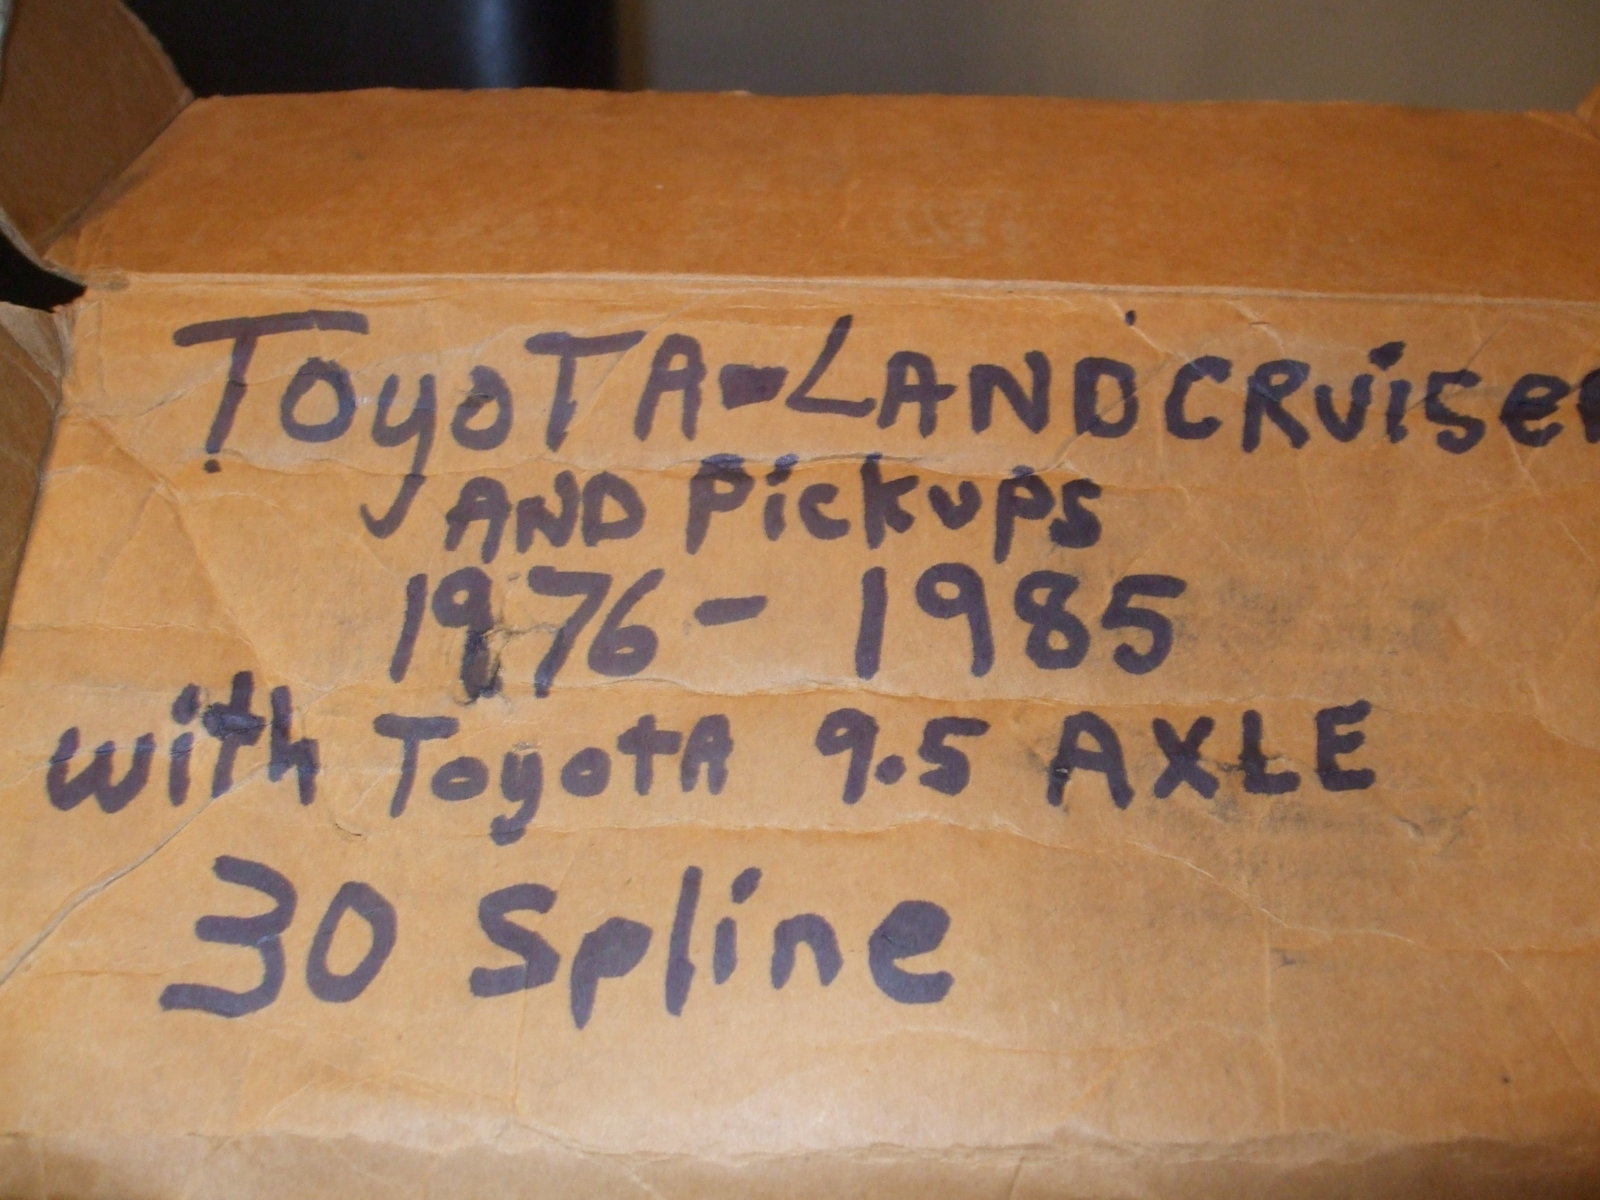 ToyoTA-LANDCRuiser
AND Pickups
1976 - 1985
with ToyotA 9.5 AXLE
30 Spline